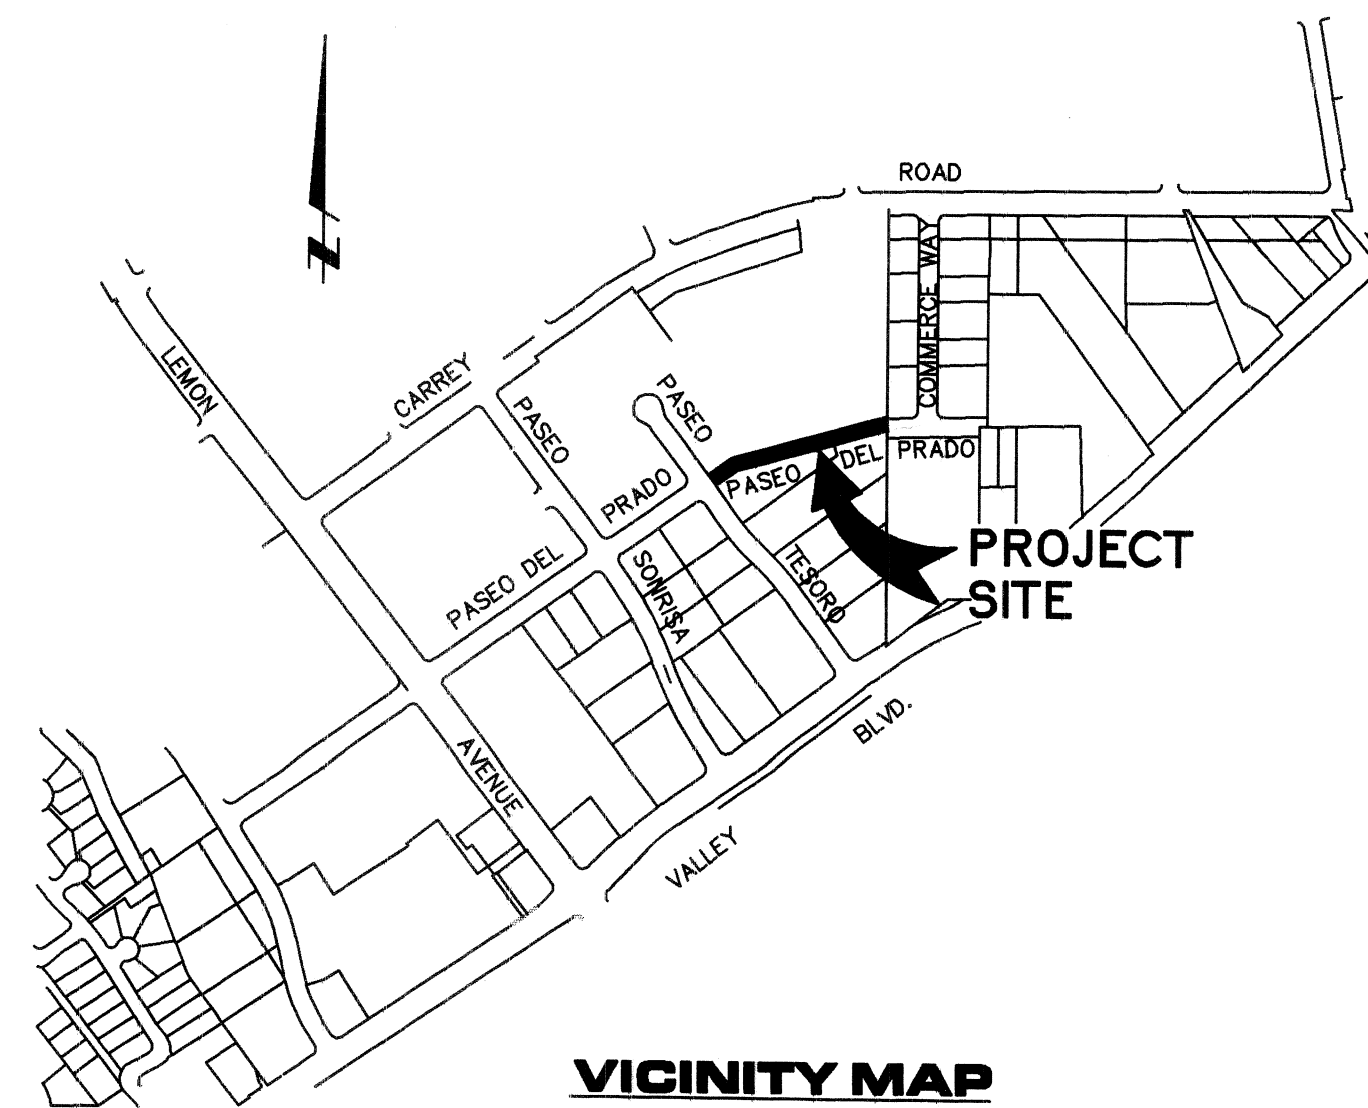 N
ROAD
COMMERCE WAY
LEMON
CARREY
PASEO
PASEO
PRADO
PASEO DEL PRADO
PASEO DEL
SONRISA
TESORO
PROJECT
SITE
AVENUE
BLVD.
VALLEY
VICINITY MAP